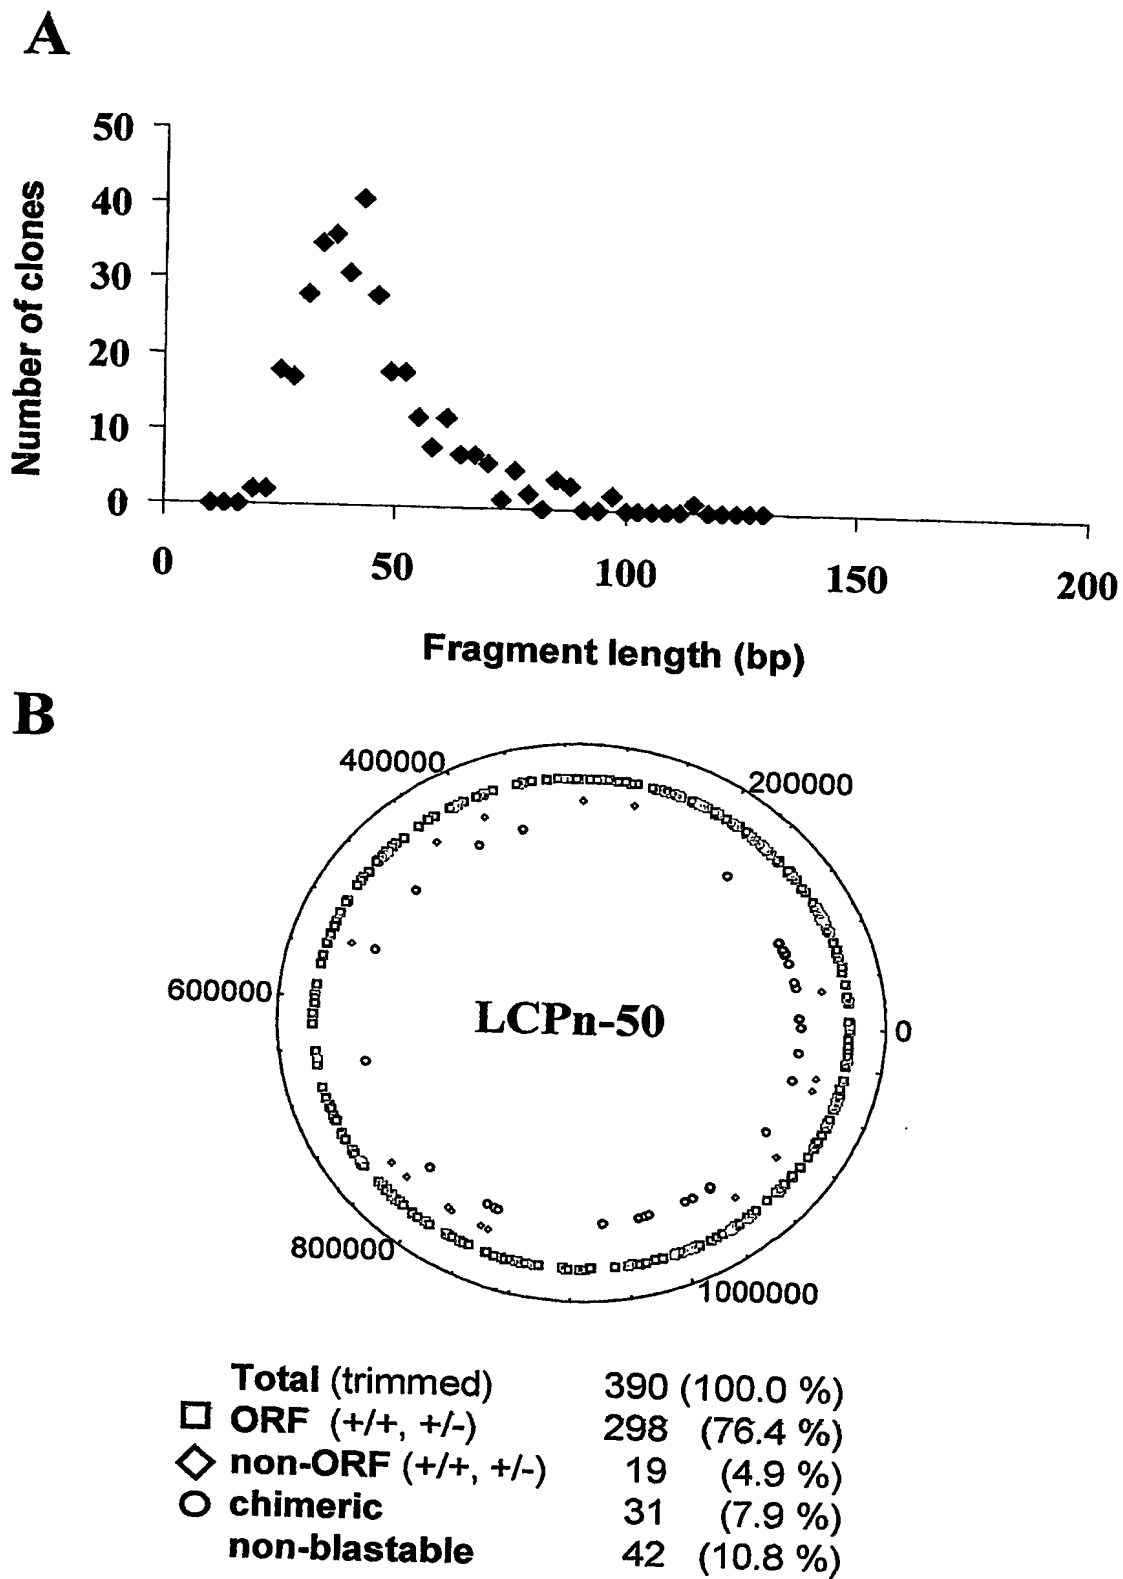 A
50
40
30
20
10
0
Number of clones
0 50 100 150 200
Fragment length (bp)
B
400000
200000
600000
LCPn-50
0
800000
1000000
Total (trimmed) 390 (100.0 %)
ORF (+/+, +/-) 298 (76.4 %)
non-ORF (+/+, +/-) 19 (4.9 %)
chimeric 31 (7.9 %)
non-blastable 42 (10.8 %)